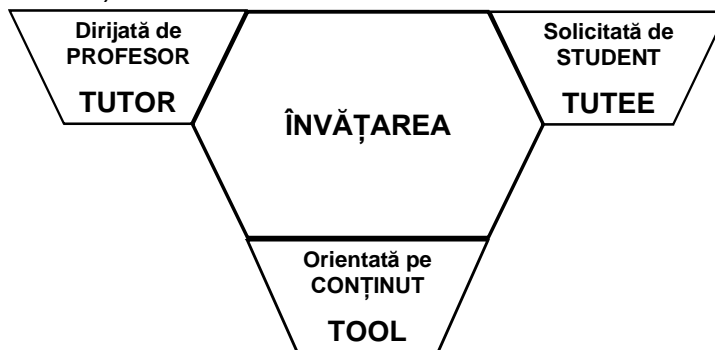 Dirijată de
PROFESOR
TUTOR
Solicitată de
STUDENT
TUTEE
ÎNVĂȚAREA
Orientată pe
CONȚINUT
TOOL